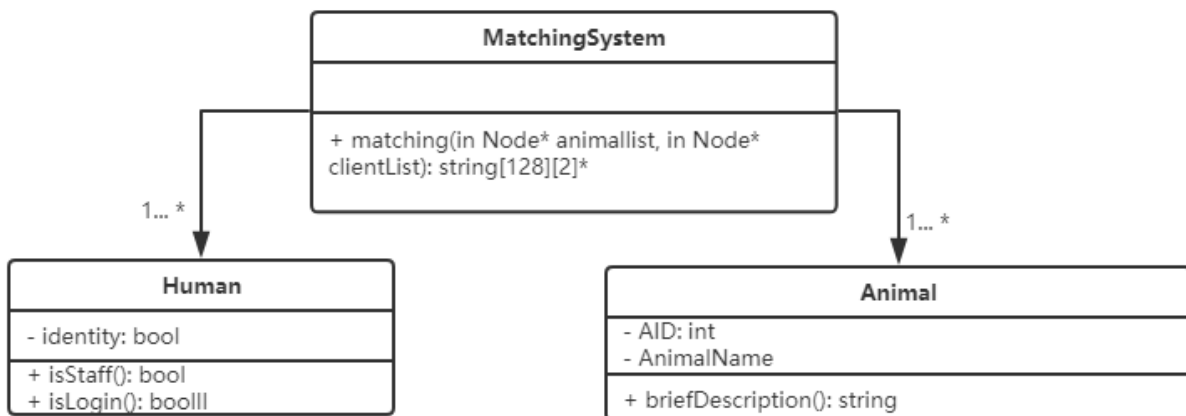 MatchingSystem
+ matching(in Node* animallist, in Node*
clientList): string[128][2]*
1... *
1... *
Human
- identity: bool
+ isStaff(): bool
+ isLogin(): boolll
Animal
- AID: int
- AnimalName
+ briefDescription(): string